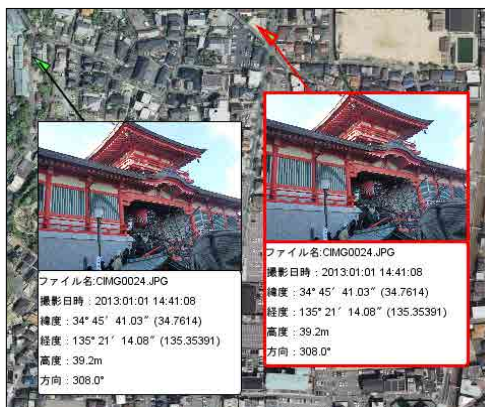 ファイル名:CIMG0024.JPG
撮影日時：2013:01:01 14:41:08
緯度：34° 45′ 41.03″ (34.7614)
経度：135° 21′ 14.08″ (135.35391)
高度：39.2m
方向：308.0°
ファイル名:CIMG0024.JPG
撮影日時：2013:01:01 14:41:08
緯度：34° 45′ 41.03″ (34.7614)
経度：135° 21′ 14.08″ (135.35391)
高度：39.2m
方向：308.0°